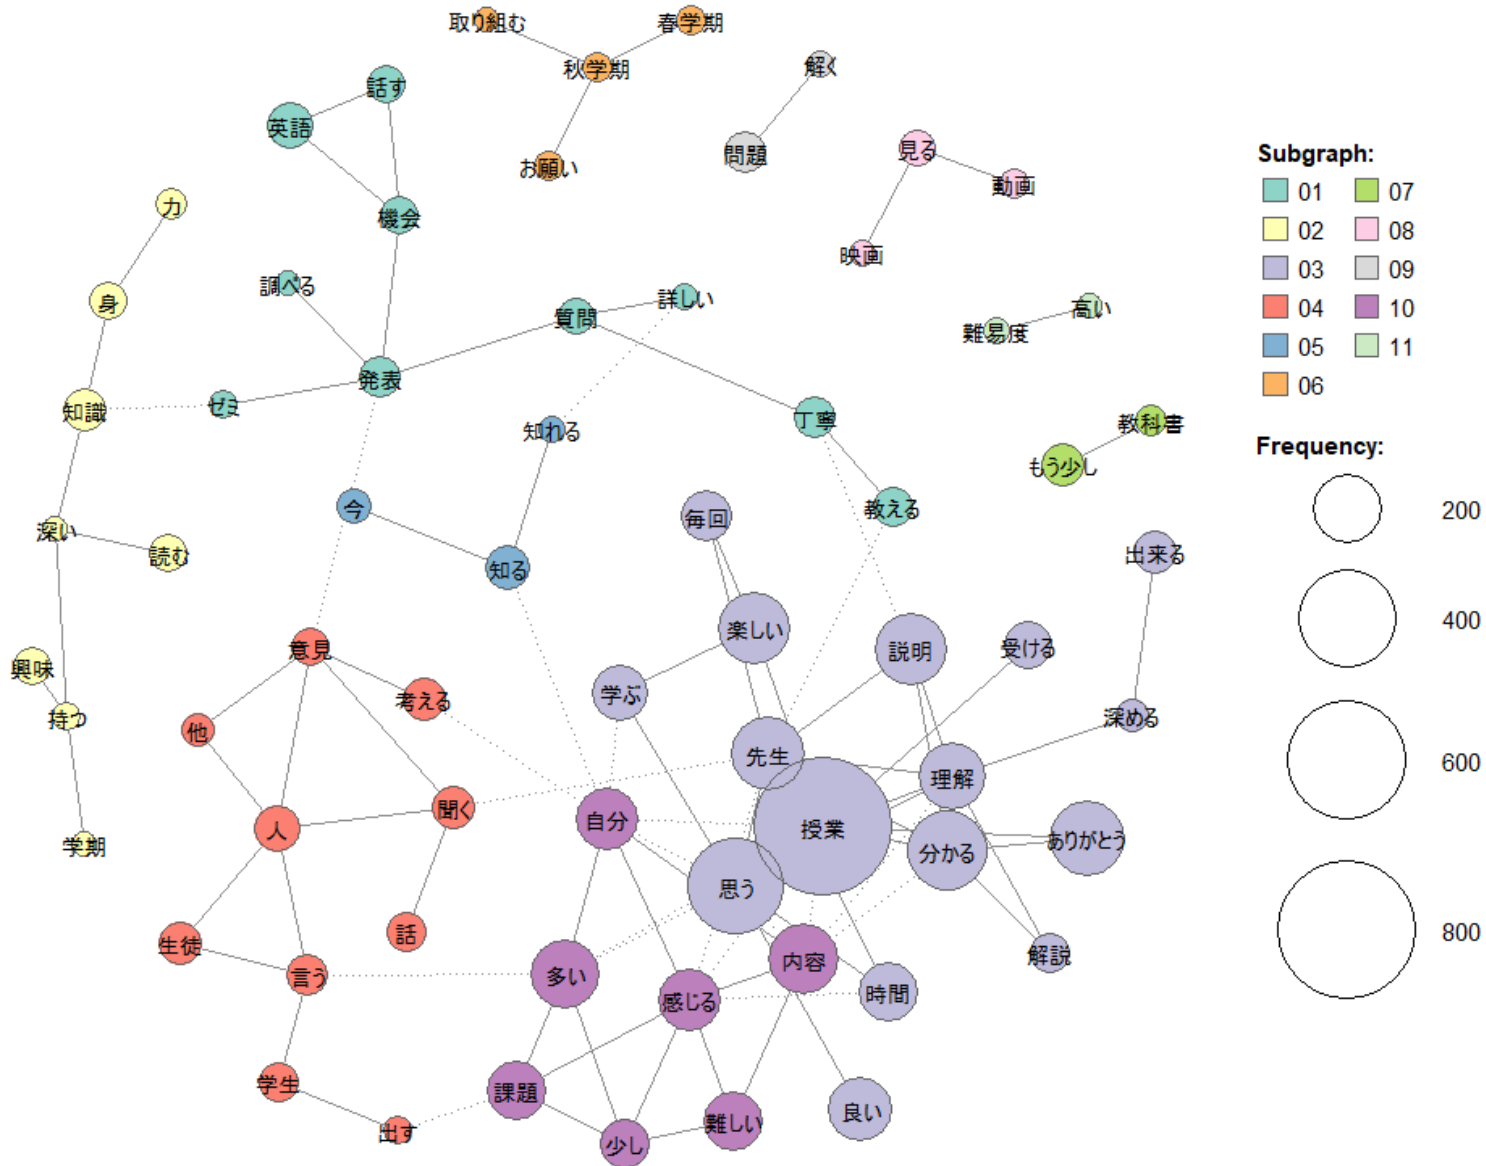 取り組む
春学期
秋学期
お願い
解く
問題
話す
英語
機会
見る
動画
映画
力
身
調べる
詳しい
質問
高い
難易度
発表
知識
ゼミ
知れる
丁寧
教科書
もう少し
今
教える
毎回
深い
読む
知る
出来る
楽しい
説明
受ける
意見
興味
考える
学ぶ
持つ
他
深める
先生
理解
聞く
自分
人
授業
分かる
ありがとう
学期
思う
話
生徒
言う
多い
内容
感じる
時間
解説
学生
課題
出す
少し
難しい
良い
Subgraph:
01 07
02 08
03 09
04 10
05 11
06
Frequency:
200
400
600
800